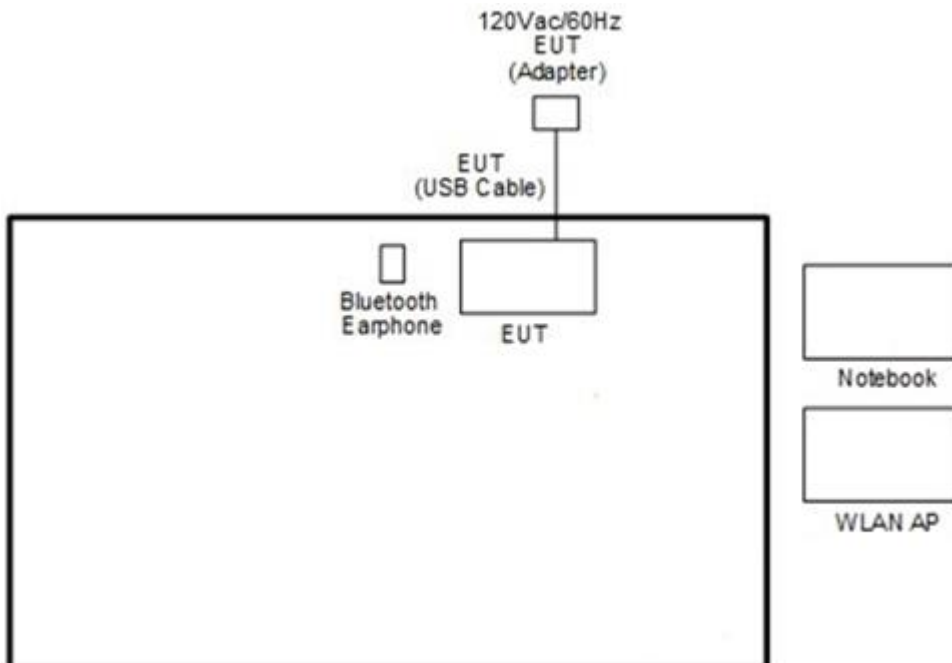 120Vac/60Hz
EUT
(Adapter)
EUT
(USB Cable)
Bluetooth
Earphone
EUT
Notebook
WLAN AP